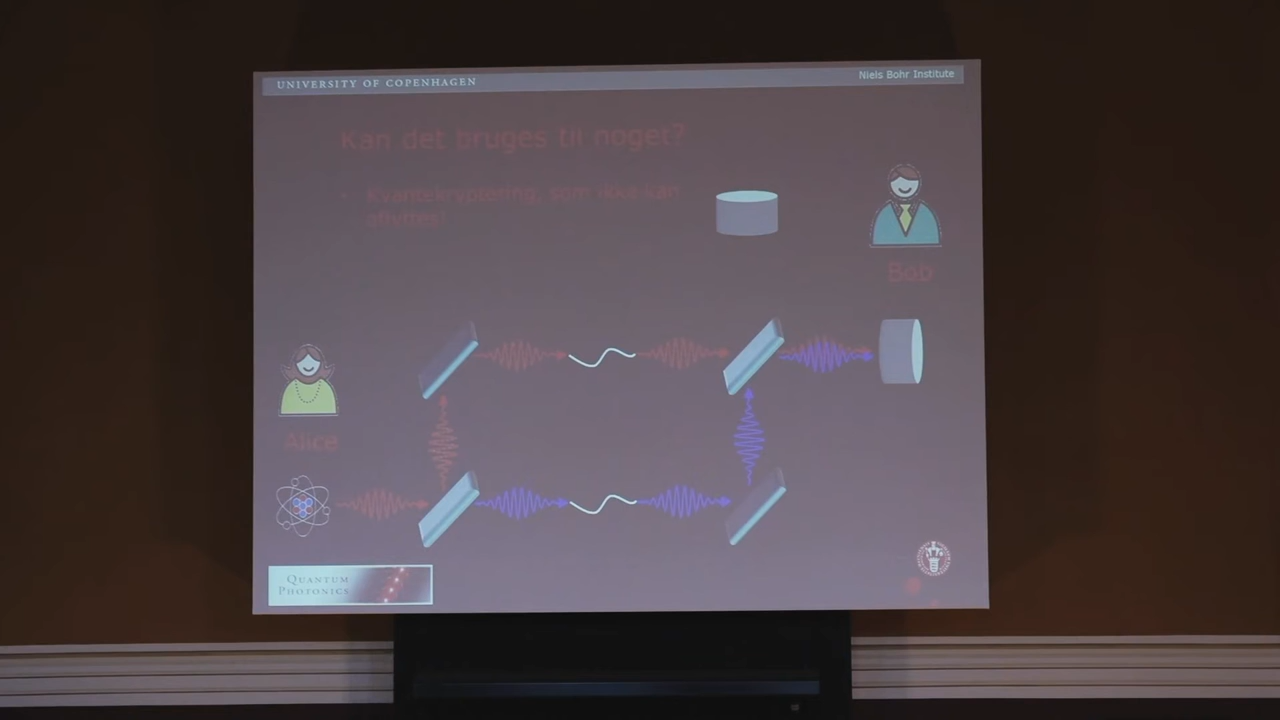 UNIVERSITY OF COPENHAGEN
Niels Bohr Institute
Kan det bruges til noget?
• Kvantekryptering, som ikke kan
aflyttes!
Bob
Alice
QUANTUM
PHOTONICS